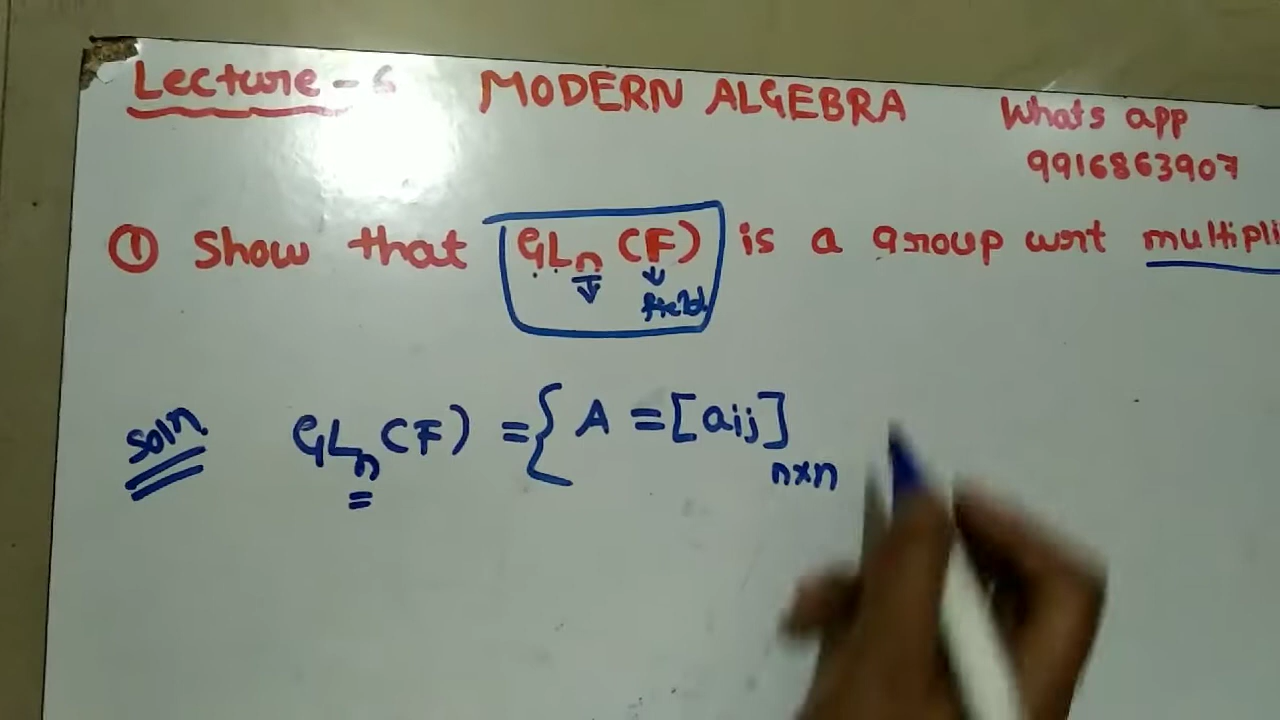 Lecture - 6 MODERN ALGEBRA Whats app
9916863907
① Show that GLn (F) is a group wrt multipli
field
Soln GLn (F) = { A = [aij]
n×n